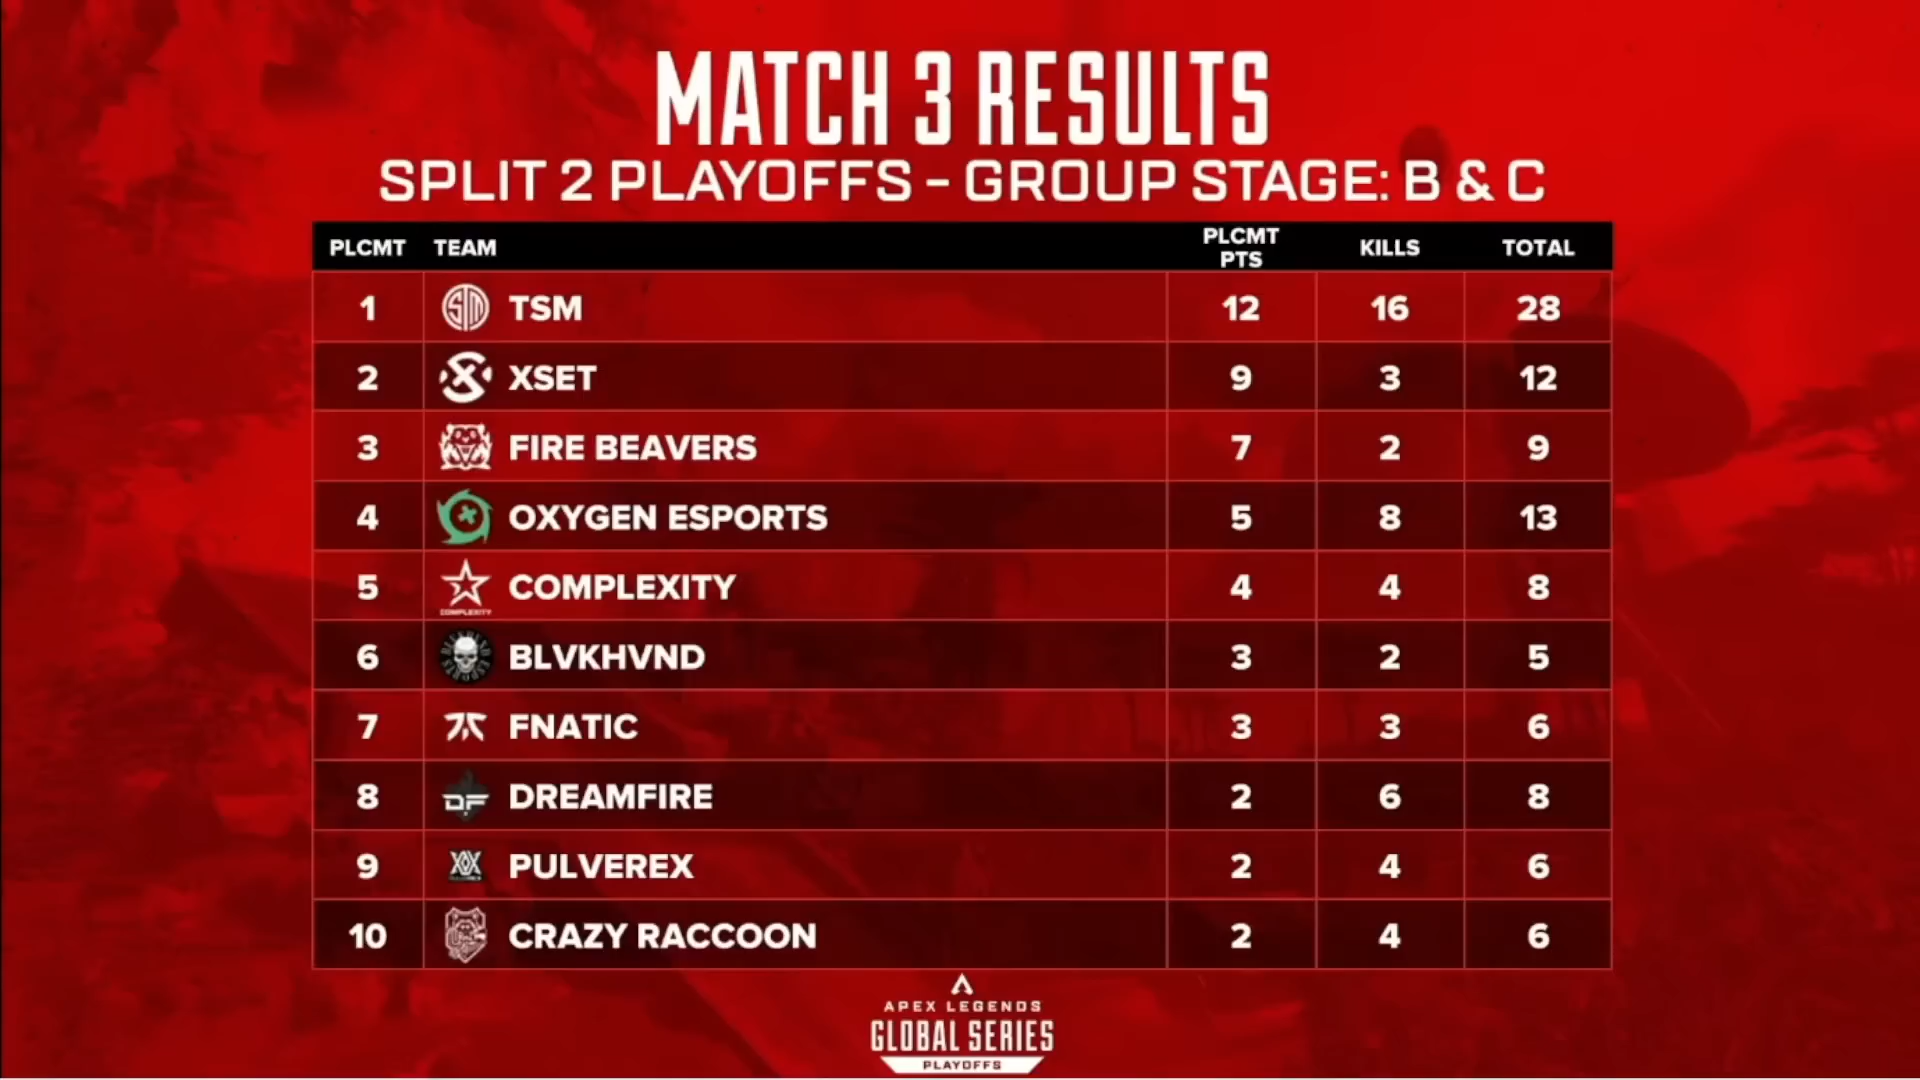 MATCH 3 RESULTS
SPLIT 2 PLAYOFFS - GROUP STAGE: B & C
PLCMT TEAM PLCMT PTS KILLS TOTAL
1 TSM 12 16 28
2 XSET 9 3 12
3 FIRE BEAVERS 7 2 9
4 OXYGEN ESPORTS 5 8 13
5 COMPLEXITY COMPLEXITY 4 4 8
6 BLVKHVND 3 2 5
7 FNATIC 3 3 6
8 DF DREAMFIRE 2 6 8
9 PULVEREX 2 4 6
10 CRAZY RACCOON 2 4 6
APEX LEGENDS
GLOBAL SERIES
PLAYOFFS